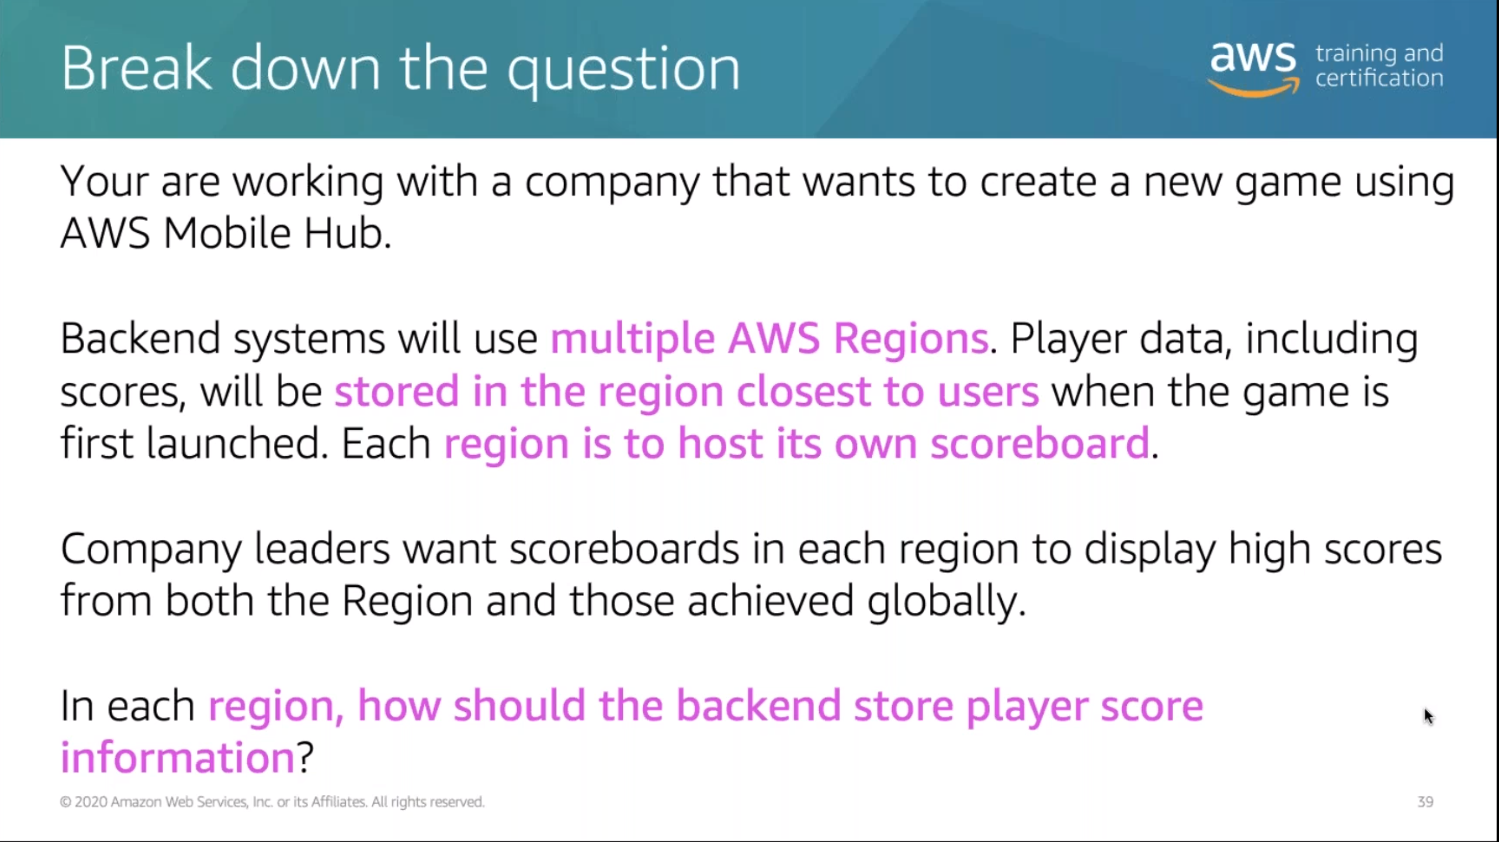 Break down the question
aws training and
certification
Your are working with a company that wants to create a new game using
AWS Mobile Hub.
Backend systems will use multiple AWS Regions. Player data, including
scores, will be stored in the region closest to users when the game is
first launched. Each region is to host its own scoreboard.
Company leaders want scoreboards in each region to display high scores
from both the Region and those achieved globally.
In each region, how should the backend store player score
information?
© 2020 Amazon Web Services, Inc. or its Affiliates. All rights reserved.
39